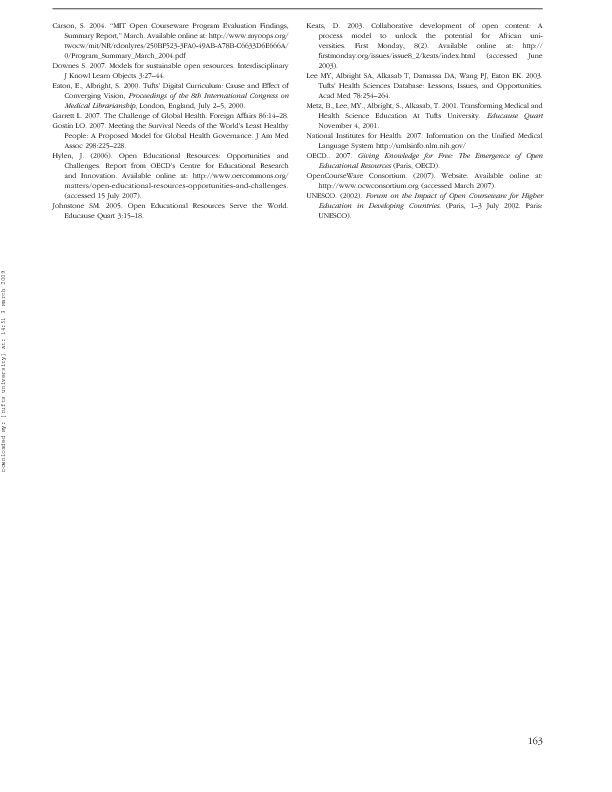 Carson, S. 2004. "MIT Open Courseware Program Evaluation Findings,
Summary Report," March. Available online at: http://www.myoops.org/
twocw/mit/NR/rdonlyres/250BF523-3FA0-49AB-A78B-C6633D6E666A/
0/Program_Summary_March_2004.pdf
Downes S. 2007. Models for sustainable open resources. Interdisciplinary
J Knowl Learn Objects 3:27–44.
Eaton, E., Albright, S. 2000. Tufts' Digital Curriculum: Cause and Effect of
Converging Vision, Proceedings of the 8th International Congress on
Medical Librarianship, London, England, July 2–5, 2000.
Garrett L. 2007. The Challenge of Global Health. Foreign Affairs 86:14–28.
Gostin LO. 2007. Meeting the Survival Needs of the World's Least Healthy
People: A Proposed Model for Global Health Governance. J Am Med
Assoc 298:225–228.
Hylen, J. (2006). Open Educational Resources: Opportunities and
Challenges. Report from OECD's Centre for Educational Research
and Innovation. Available online at: http://www.oercommons.org/
matters/open-educational-resources-opportunities-and-challenges.
(accessed 15 July 2007).
Johnstone SM. 2005. Open Educational Resources Serve the World.
Educause Quart 3:15–18.
Keats, D. 2003. Collaborative development of open content: A
process model to unlock the potential for African uni-
versities. First Monday, 8(2). Available online at: http://
firstmonday.org/issues/issue8_2/keats/index.html (accessed June
2003).
Lee MY, Albright SA, Alkasab T, Damassa DA, Wang PJ, Eaton EK. 2003.
Tufts' Health Sciences Database: Lessons, Issues, and Opportunities.
Acad Med 78:254–264.
Metz, B., Lee, MY., Albright, S., Alkasab, T. 2001. Transforming Medical and
Health Science Education At Tufts University. Educause Quart
November 4, 2001.
National Institutes for Health. 2007. Information on the Unified Medical
Language System http://umlsinfo.nlm.nih.gov/
OECD.. 2007. Giving Knowledge for Free: The Emergence of Open
Educational Resources (Paris, OECD).
OpenCourseWare Consortium. (2007). Website. Available online at:
http://www.ocwconsortium.org (accessed March 2007).
UNESCO. (2002). Forum on the Impact of Open Courseware for Higher
Education in Developing Countries. (Paris, 1–3 July 2002. Paris:
UNESCO).
Downloaded By: [Tufts University] At: 14:51 3 March 2009
163